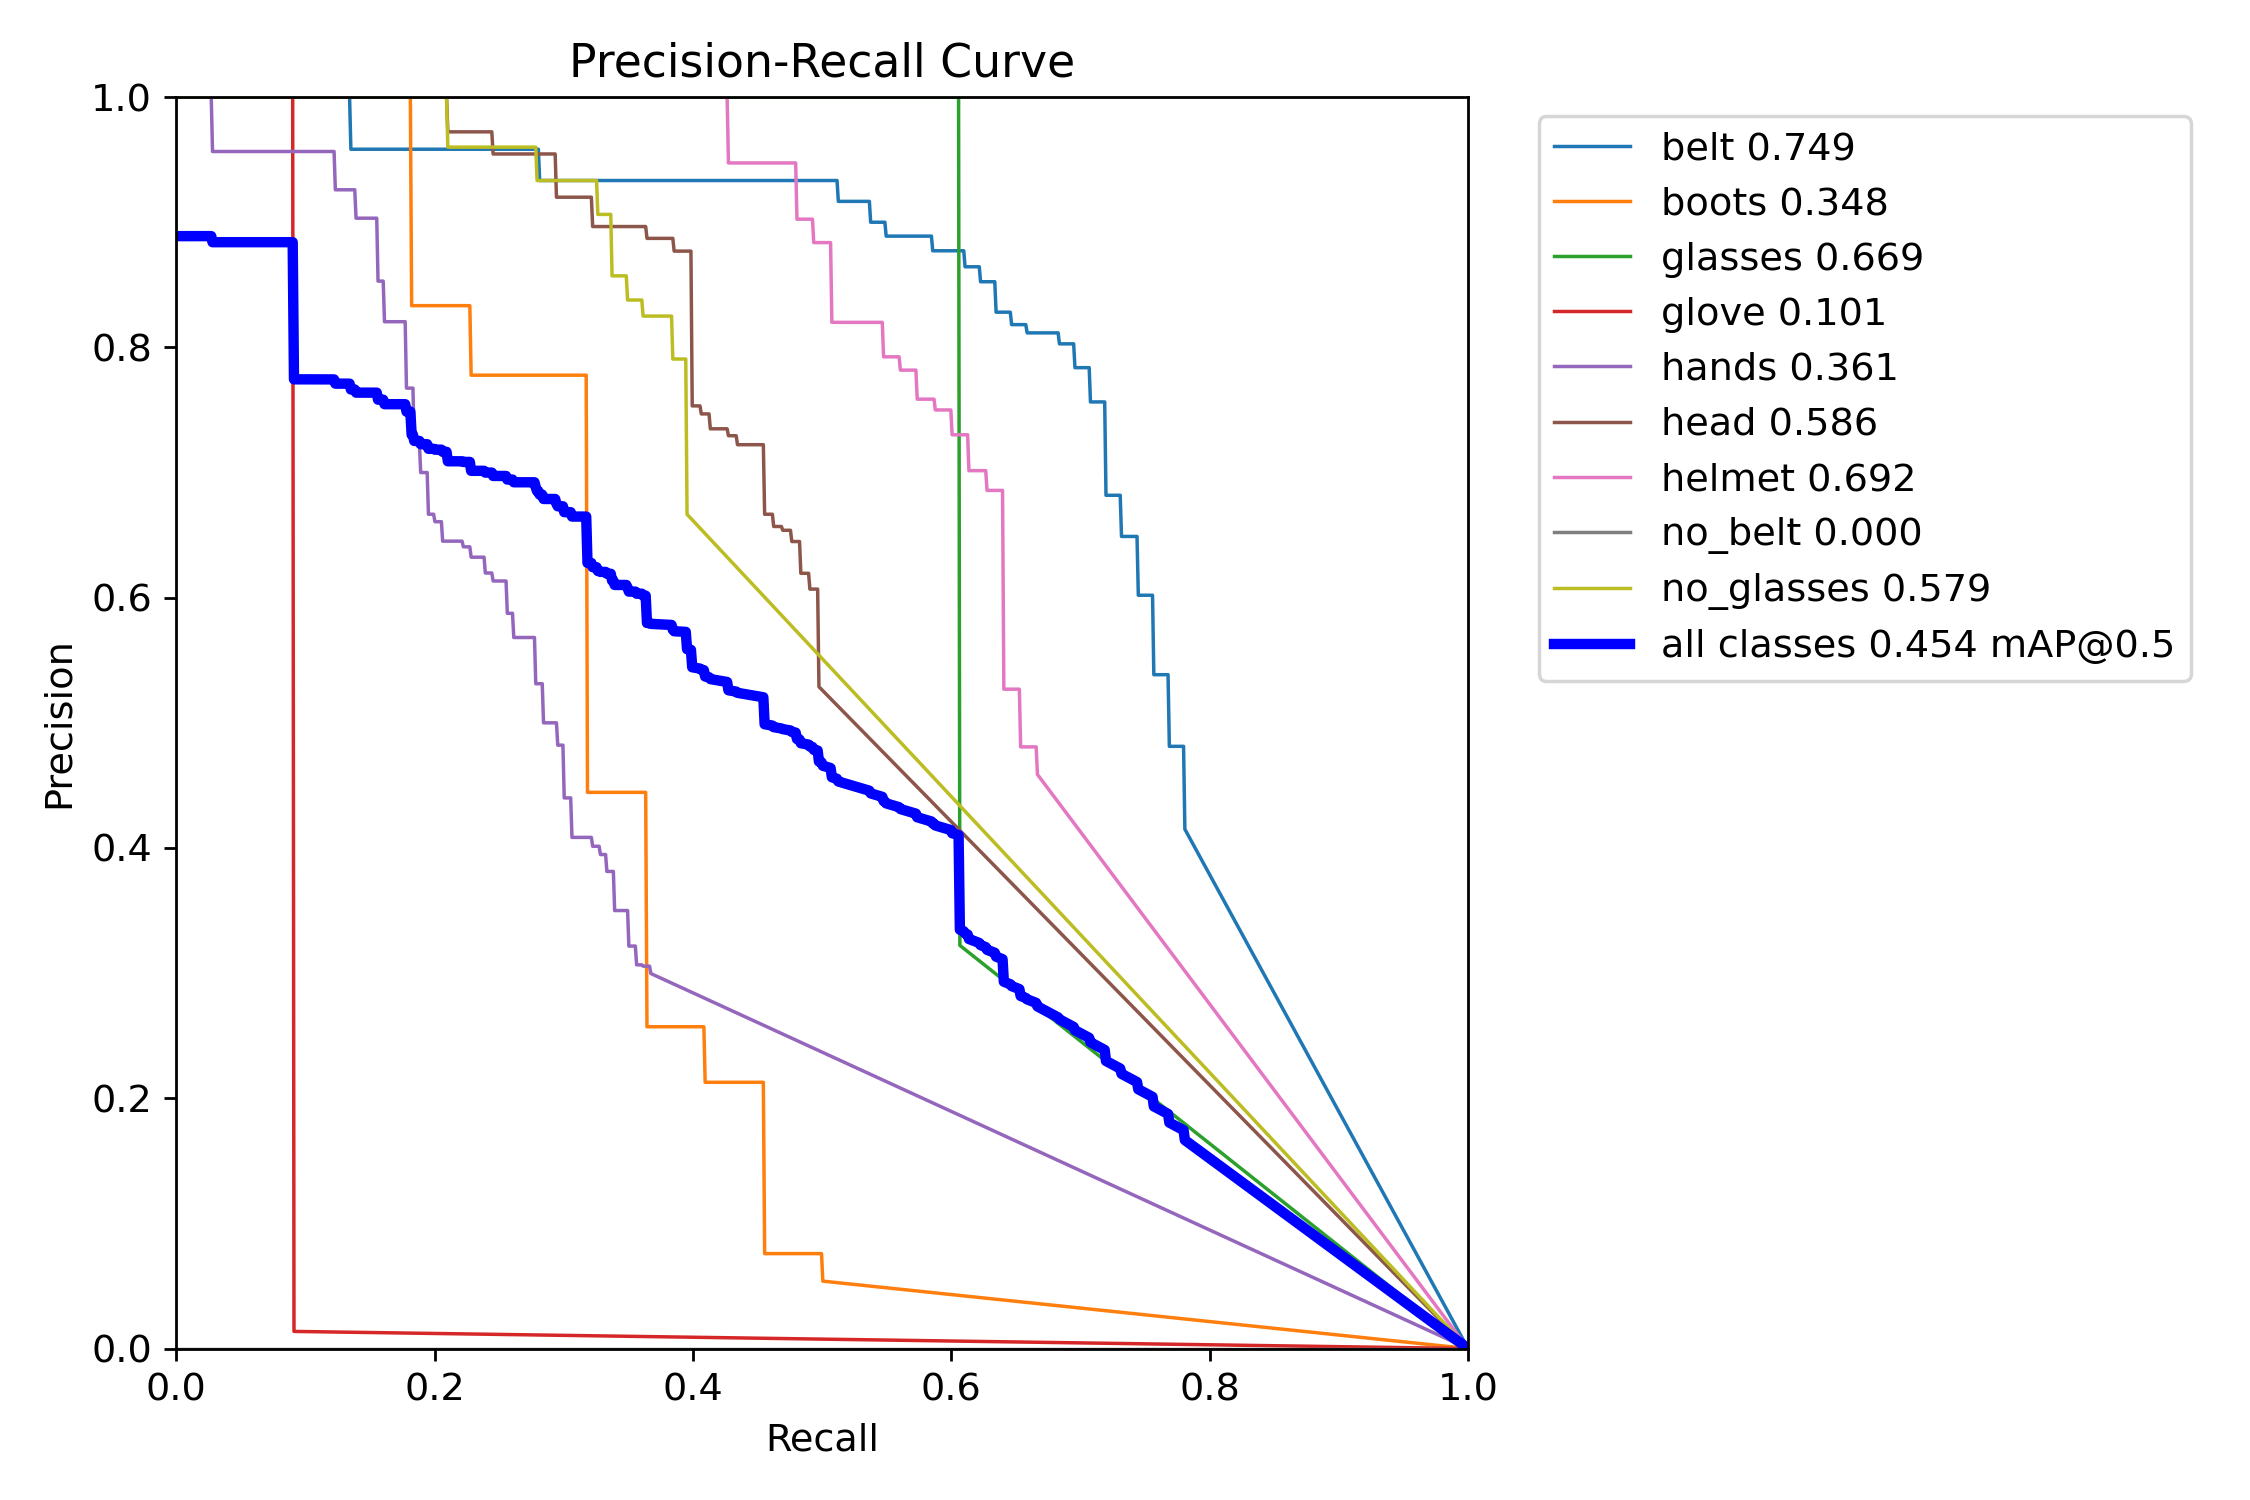 Precision-Recall Curve
1.0
0.8
0.6
0.4
0.2
0.0
Precision
0.0 0.2 0.4 0.6 0.8 1.0
Recall
belt 0.749
boots 0.348
glasses 0.669
glove 0.101
hands 0.361
head 0.586
helmet 0.692
no_belt 0.000
no_glasses 0.579
all classes 0.454 mAP@0.5